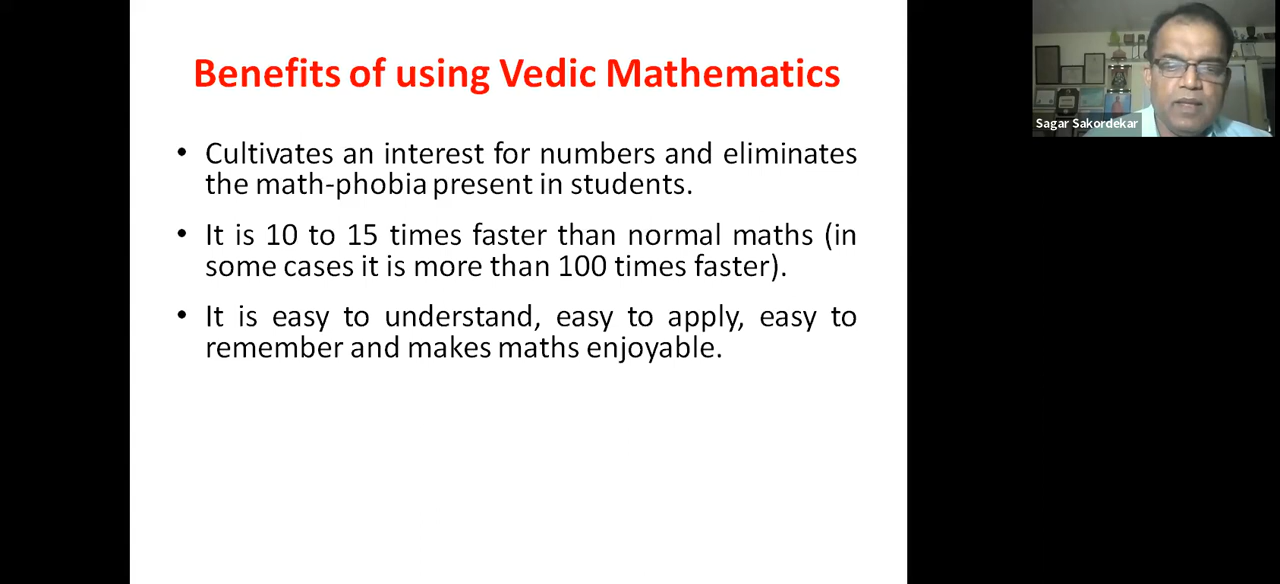 Benefits of using Vedic Mathematics
• Cultivates an interest for numbers and eliminates
the math-phobia present in students.
• It is 10 to 15 times faster than normal maths (in
some cases it is more than 100 times faster).
• It is easy to understand, easy to apply, easy to
remember and makes maths enjoyable.
Sagar Sakordekar